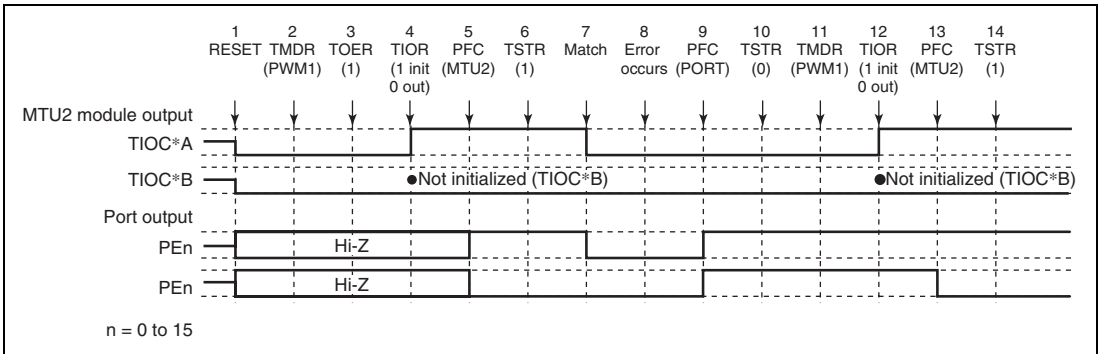 1 2 3 4 5 6 7 8 9 10 11 12 13 14
RESET TMDR TOER TIOR PFC TSTR Match Error PFC TSTR TMDR TIOR PFC TSTR
(PWM1) (1) (1 init (MTU2) (1) occurs (PORT) (0) (PWM1) (1 init (MTU2) (1)
0 out) 0 out)
MTU2 module output
TIOC*A
TIOC*B ●Not initialized (TIOC*B) ●Not initialized (TIOC*B)
Port output
PEn Hi-Z
PEn Hi-Z
n = 0 to 15